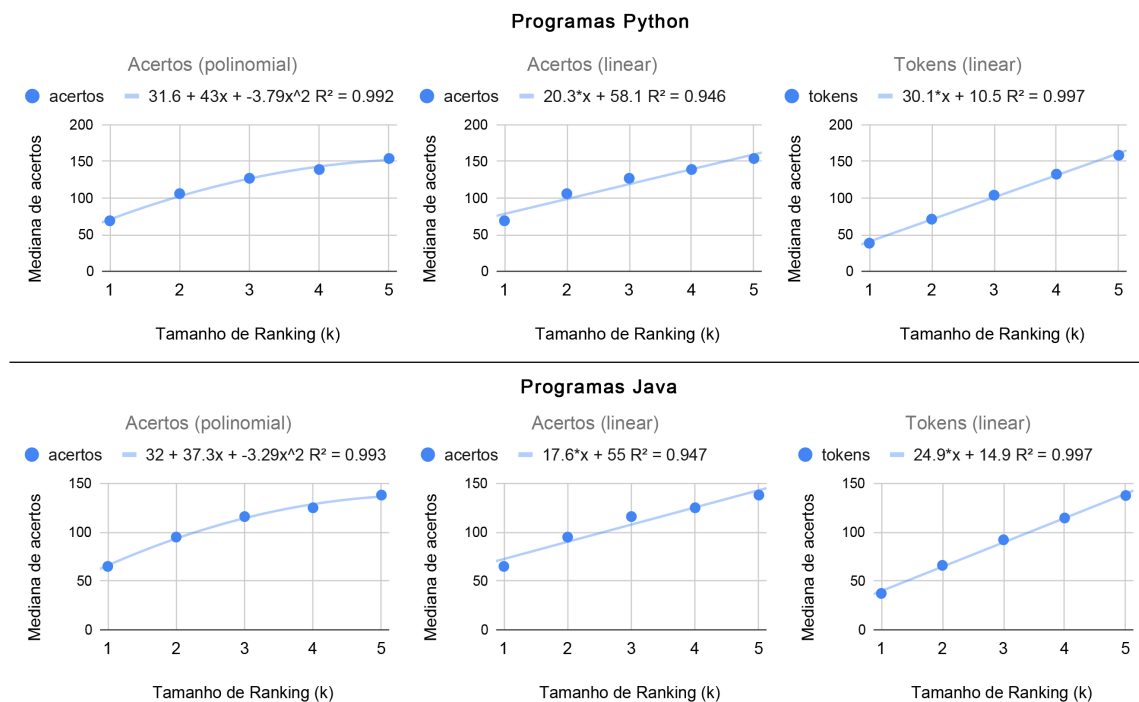 Programas Python
Acertos (polinomial)
acertos 31.6 + 43x + -3.79x^2 R² = 0.992
Mediana de acertos
200
150
100
50
0
1 2 3 4 5
Tamanho de Ranking (k)
Acertos (linear)
acertos 20.3*x + 58.1 R² = 0.946
Mediana de acertos
200
150
100
50
0
1 2 3 4 5
Tamanho de Ranking (k)
Tokens (linear)
tokens 30.1*x + 10.5 R² = 0.997
Mediana de acertos
200
150
100
50
0
1 2 3 4 5
Tamanho de Ranking (k)
Programas Java
Acertos (polinomial)
acertos 32 + 37.3x + -3.29x^2 R² = 0.993
Mediana de acertos
150
100
50
0
1 2 3 4 5
Tamanho de Ranking (k)
Acertos (linear)
acertos 17.6*x + 55 R² = 0.947
Mediana de acertos
150
100
50
0
1 2 3 4 5
Tamanho de Ranking (k)
Tokens (linear)
tokens 24.9*x + 14.9 R² = 0.997
Mediana de acertos
150
100
50
0
1 2 3 4 5
Tamanho de Ranking (k)